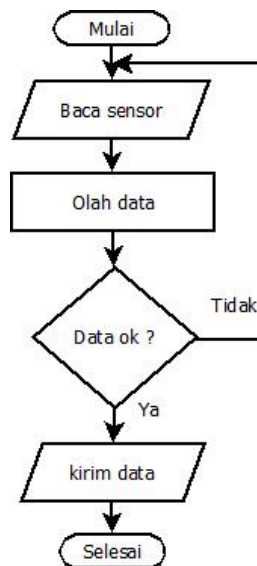 Mulai
Baca sensor
Olah data
Data ok ?
Tidak
Ya
kirim data
Selesai